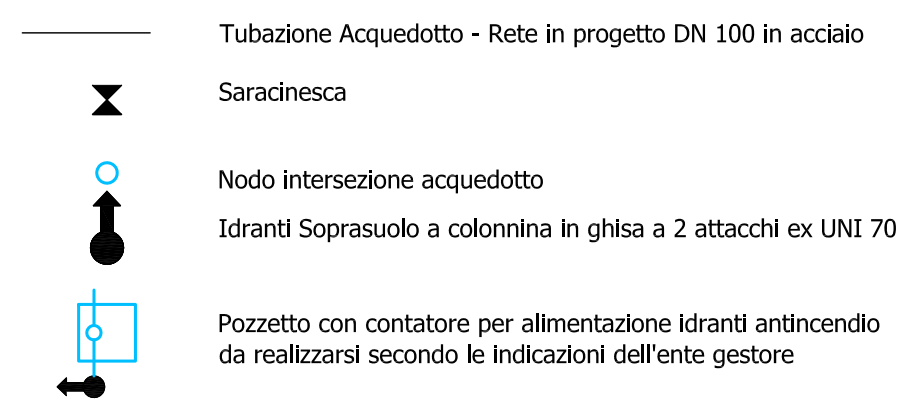 Tubazione Acquedotto - Rete in progetto DN 100 in acciaio
Saracinesca
Nodo intersezione acquedotto
Idranti Soprasuolo a colonnina in ghisa a 2 attacchi ex UNI 70
Pozzetto con contatore per alimentazione idranti antincendio
da realizzarsi secondo le indicazioni dell'ente gestore